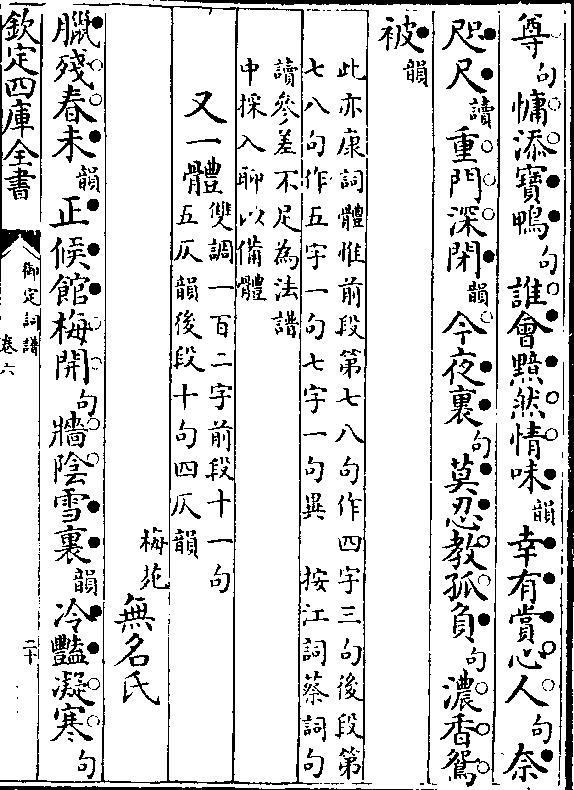 尊句慵添寶鴨句誰會黯然情味韻幸有賞心人句奈
咫尺讀重門深閉韻今夜裏句莫忍教孤負句濃香鴛
被韻
此亦康詞體惟前段第七八句作四字三句後段第
七八句作五字一句七字一句異 按江詞蔡詞句
讀參差不足為法譜
中採入聊以備體
又一體雙調一百二字前段十一句
五仄韻後段十句四仄韻
梅苑無名氏
臘殘春未韻正候館梅開句牆陰雪裏韻冷豔凝寒句
欽定四庫全書
御定詞譜
卷六
二十